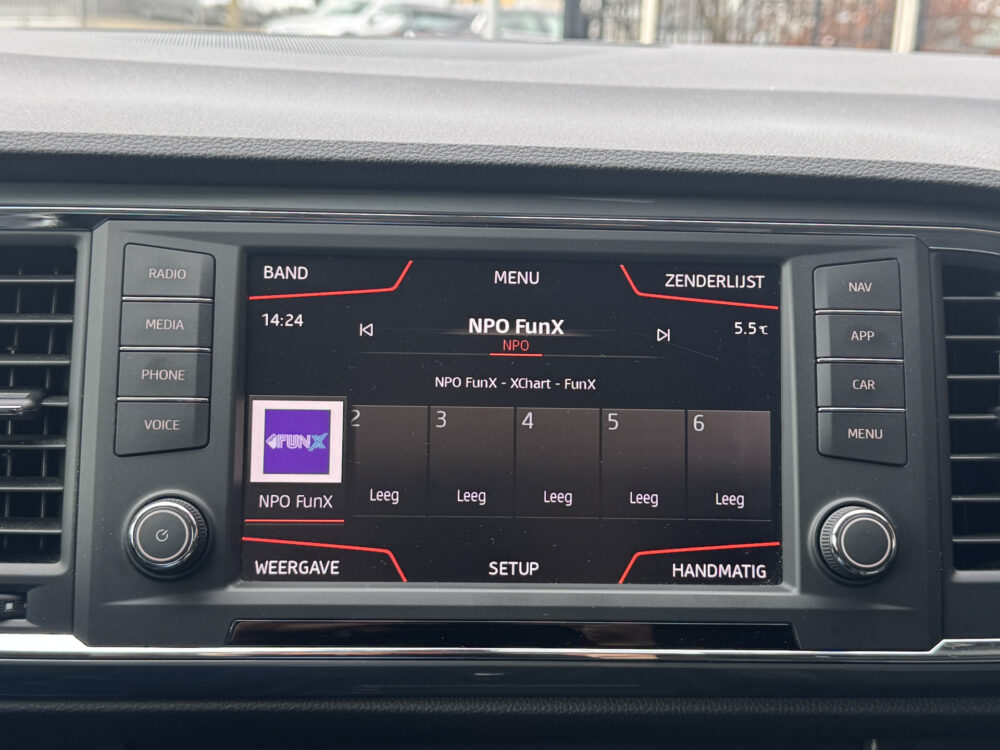 RADIO
MEDIA
PHONE
VOICE
BAND
MENU
ZENDERLIJST
14:24
NPO FunX
5.5℃
NPO
NPO FunX - XChart - FunX
FUNX
2
3
4
5
6
NPO FunX
Leeg
Leeg
Leeg
Leeg
Leeg
WEERGAVE
SETUP
HANDMATIG
NAV
APP
CAR
MENU